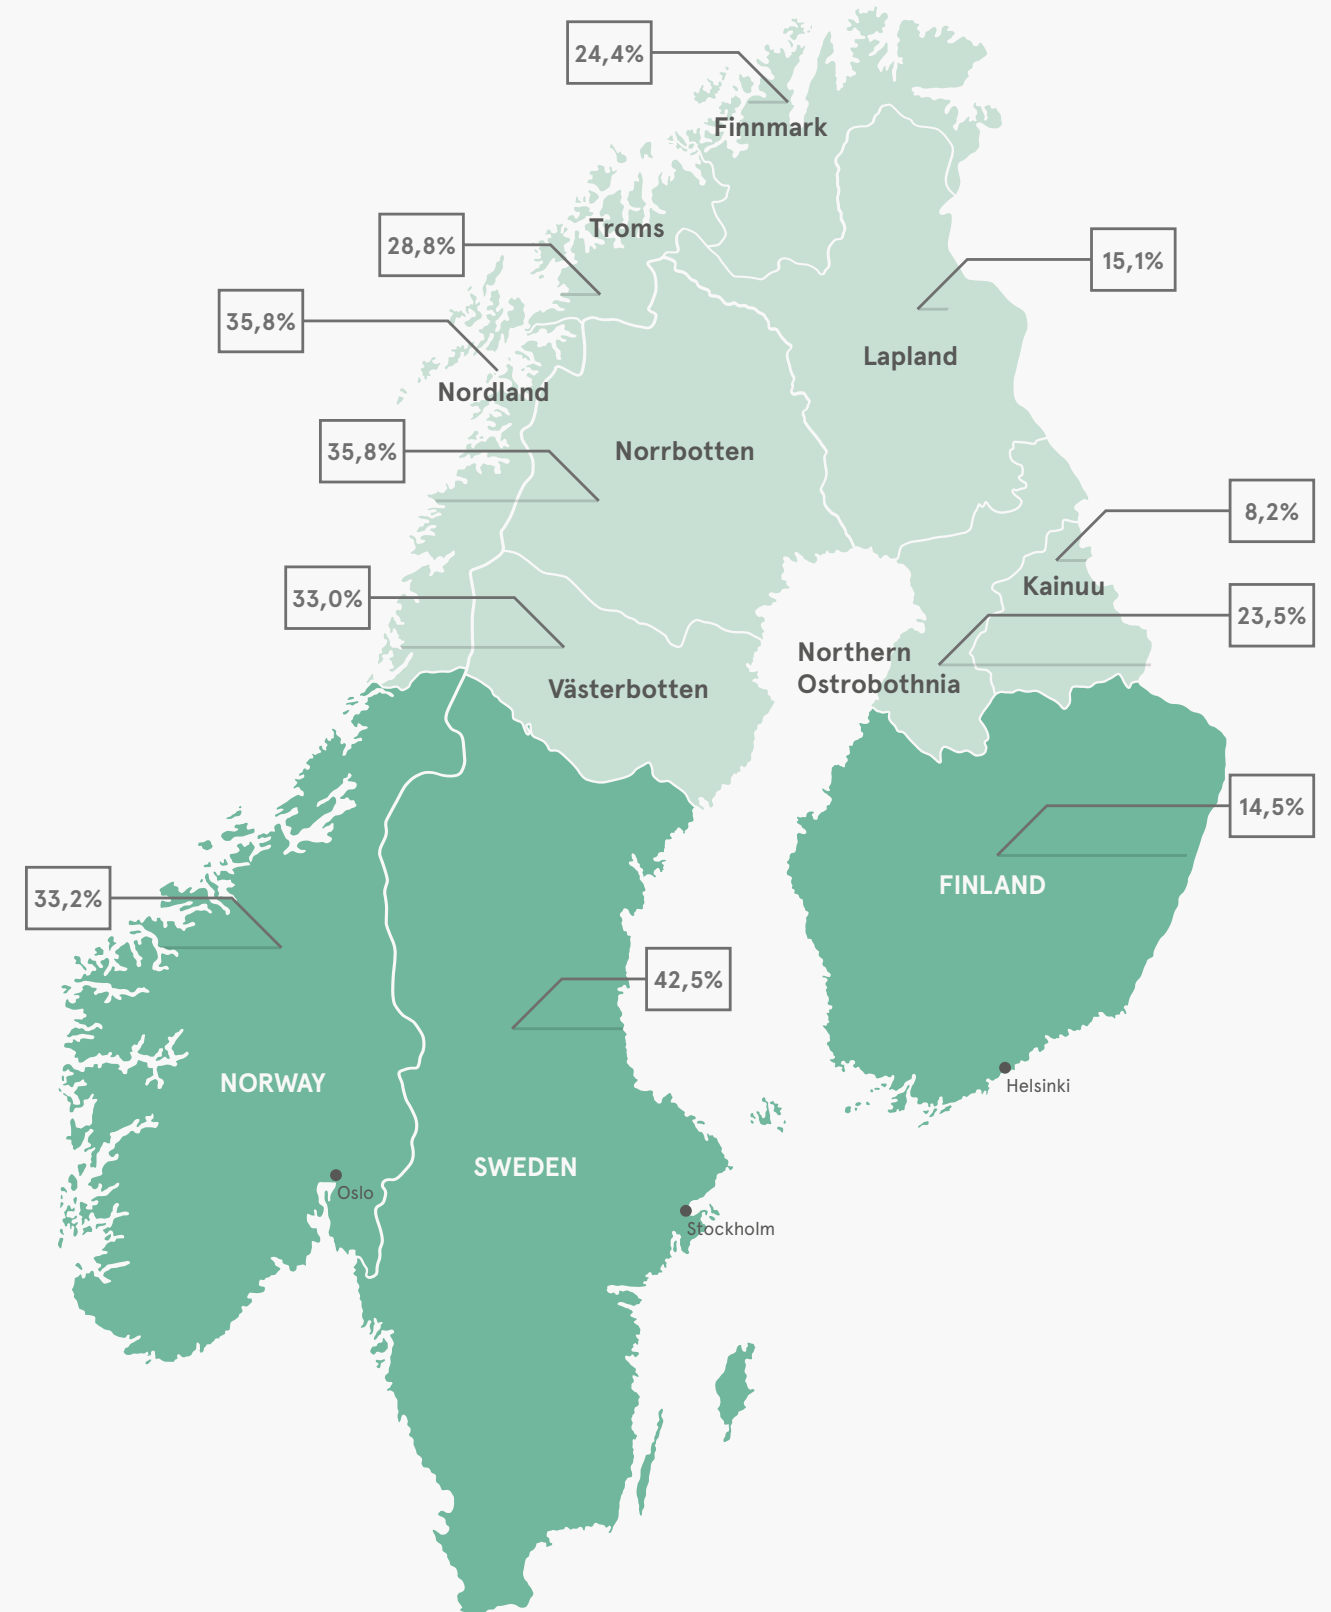 24,4%
Finnmark
Troms
28,8%
15,1%
35,8%
Lapland
Nordland
35,8%
Norrbotten
8,2%
Kainuu
33,0%
23,5%
Northern
Ostrobothnia
Västerbotten
14,5%
FINLAND
33,2%
42,5%
NORWAY
Helsinki
SWEDEN
Oslo
Stockholm